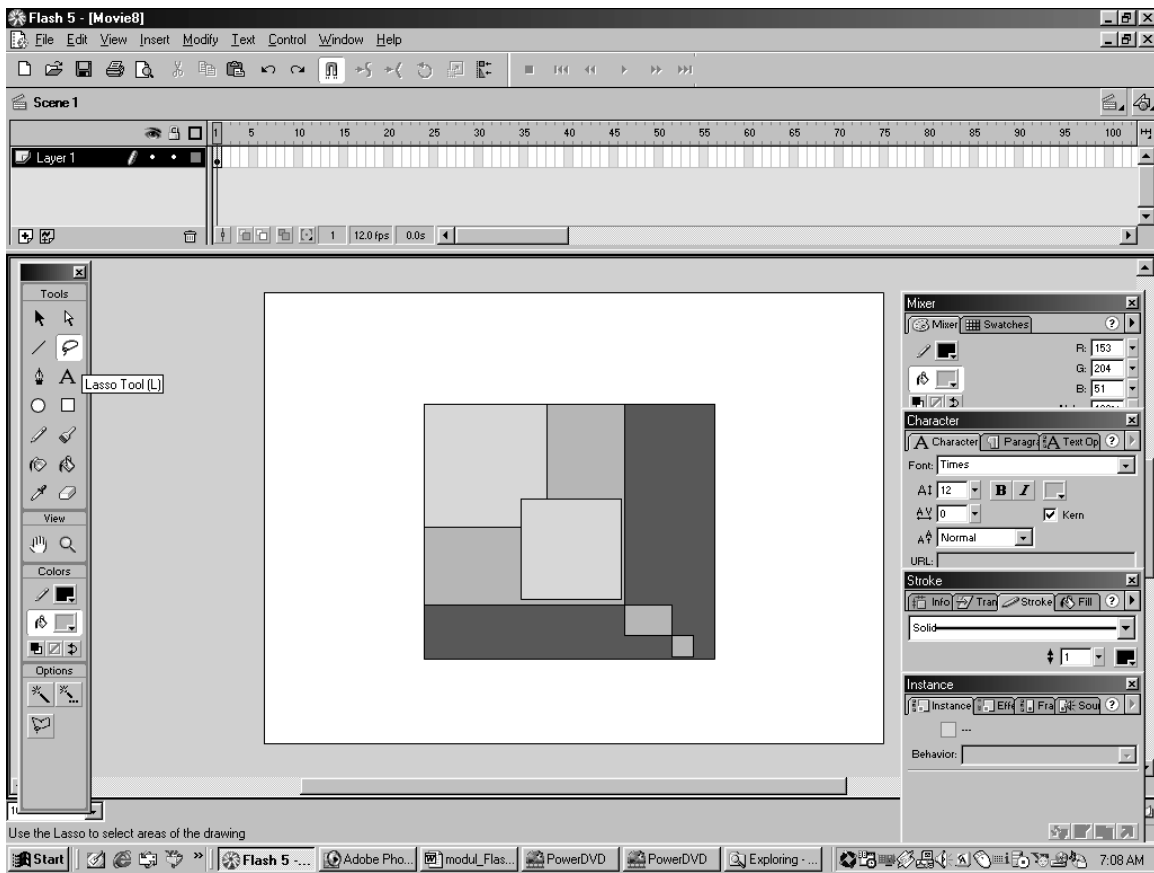 Flash 5 - [Movie8]
File Edit View Insert Modify Text Control Window Help
Scene 1
1 5 10 15 20 25 30 35 40 45 50 55 60 65 70 75 80 85 90 95 100
Layer 1
1 12.0 fps 0.0s
Tools
Lasso Tool (L)
View
Colors
Options
Mixer
Mixer Swatches
R: 153
G: 204
B: 51
Character
Character Paragra Text Op
Font: Times
12 B I
0 Kern
Normal
URL:
Stroke
Info Tran Stroke Fill
Solid
1
Instance
Instance Effe Fra Soun
---
Behavior:
Use the Lasso to select areas of the drawing
Start Flash 5 -... Adobe Pho... modul_Flas... PowerDVD PowerDVD Exploring - ... 7:08 AM